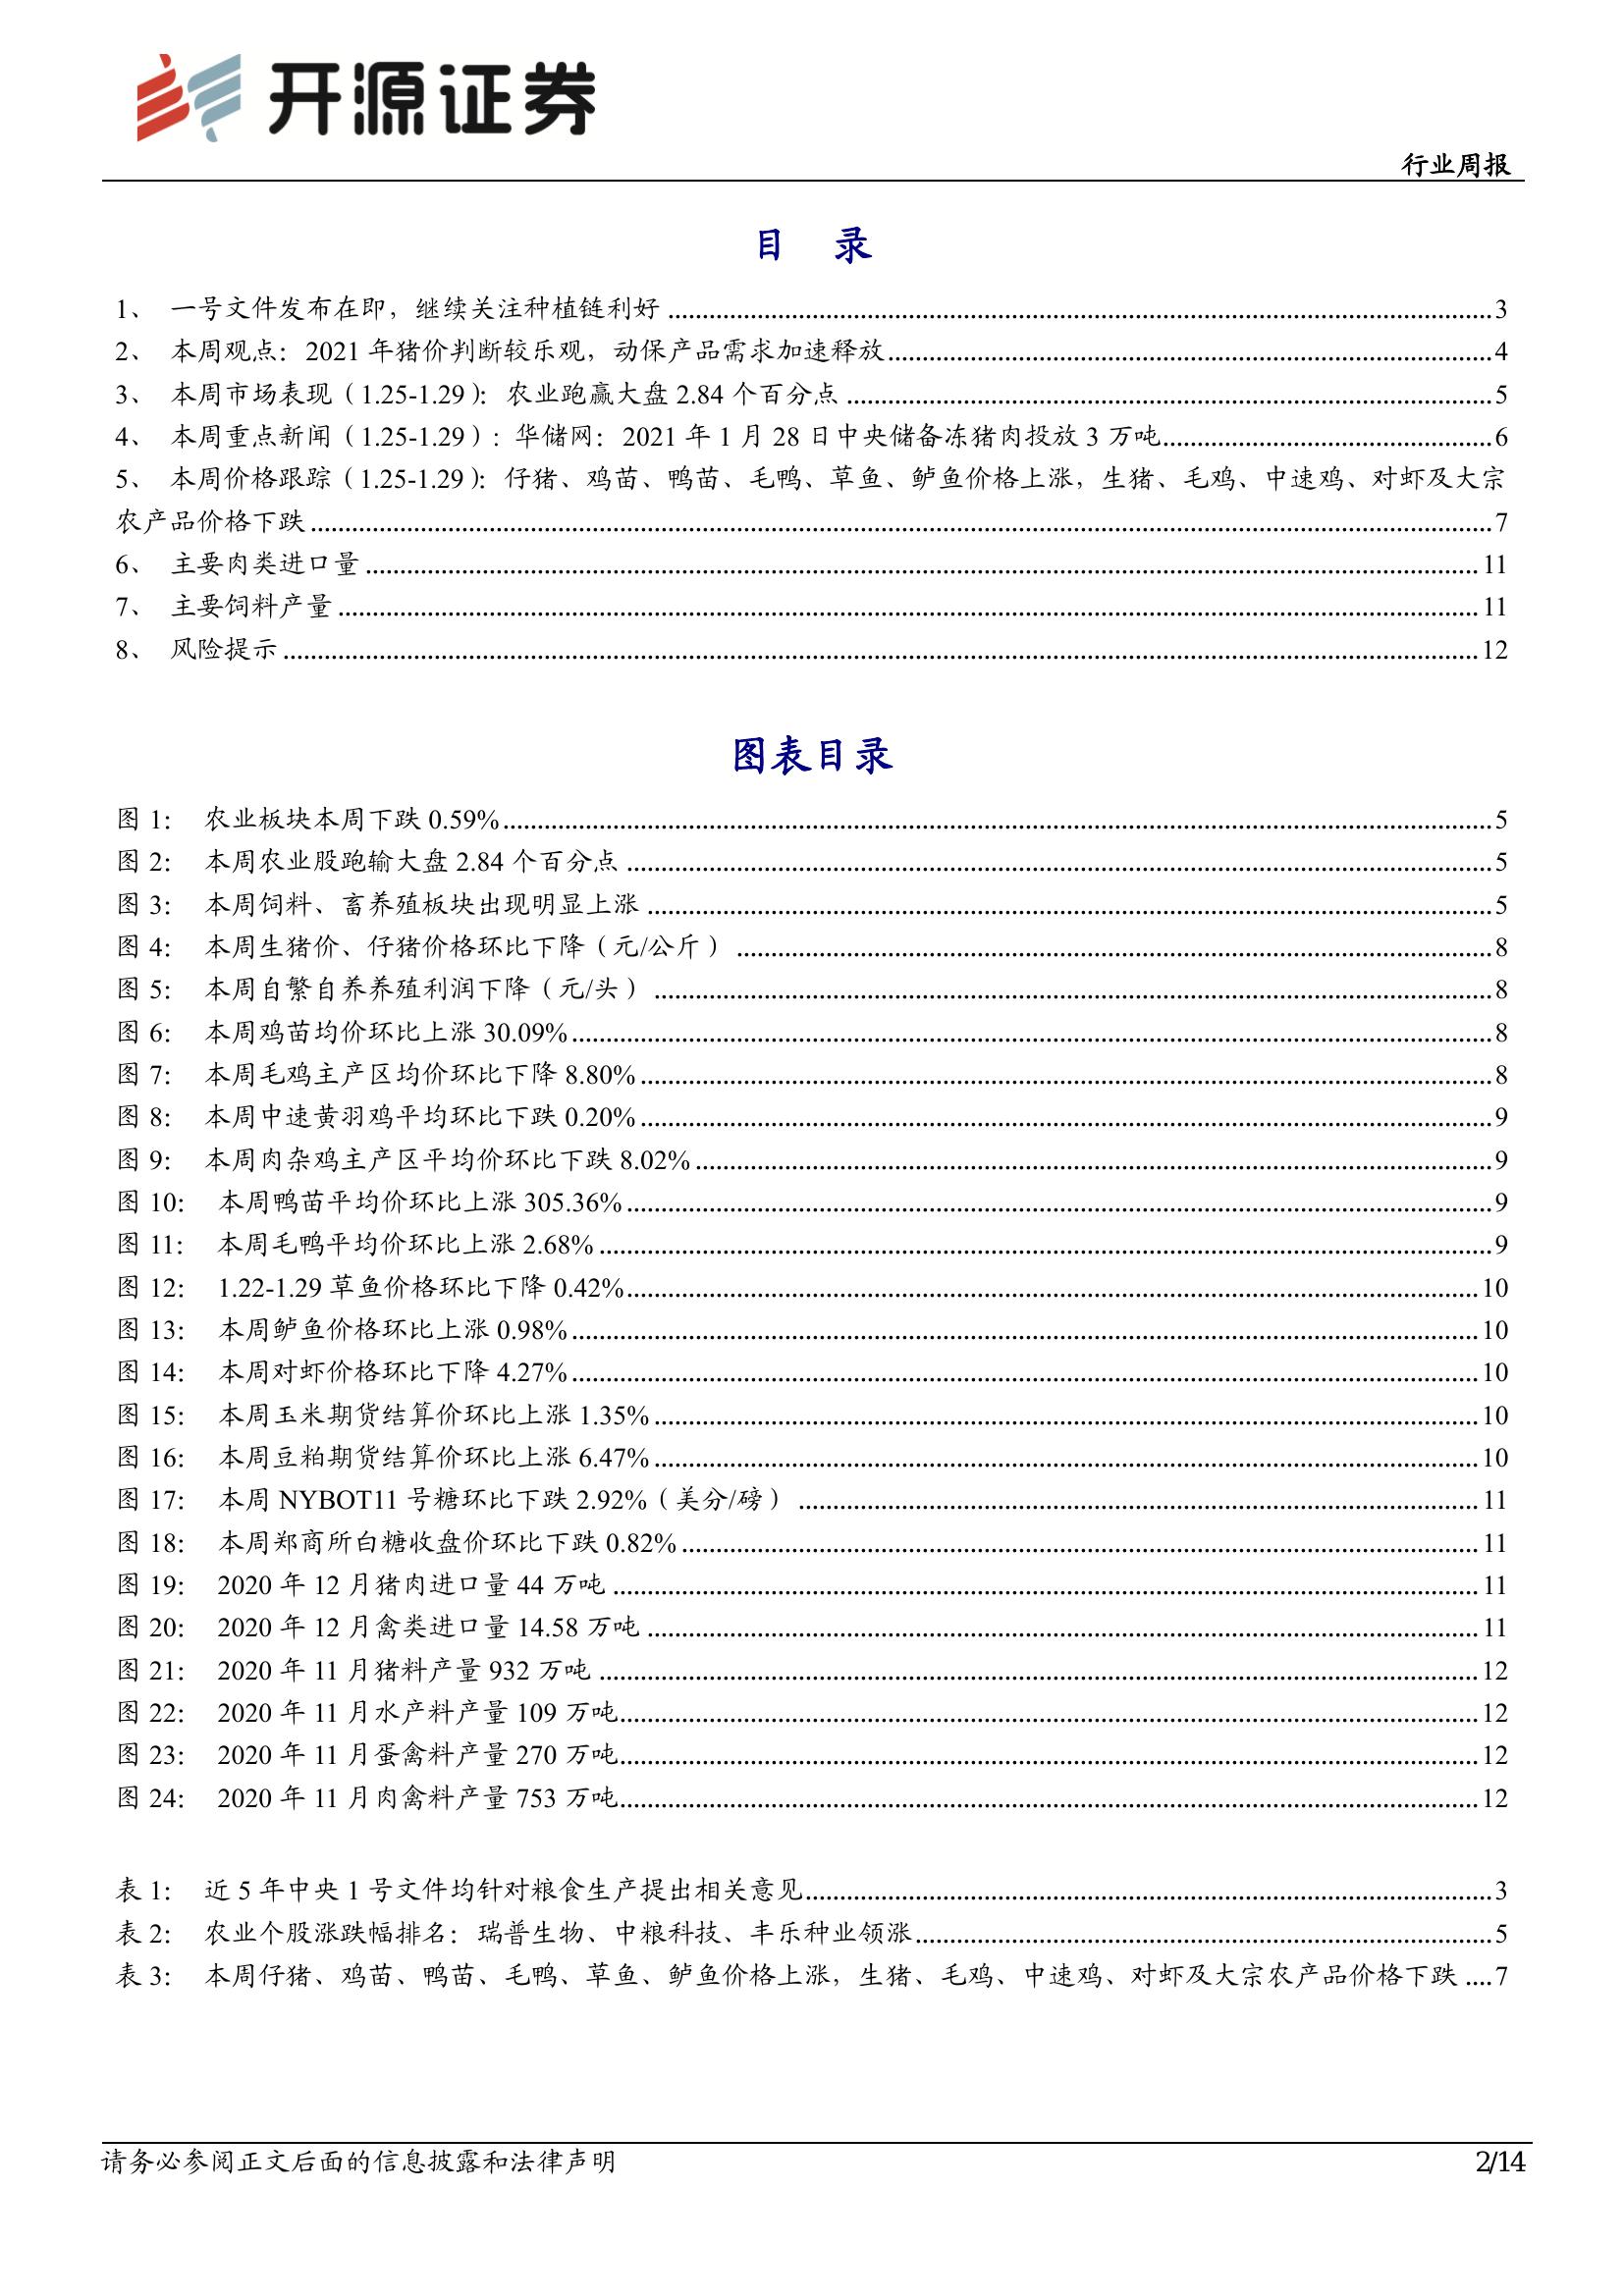 开源证券
行业周报
目 录
1、 一号文件发布在即，继续关注种植链利好 3
2、 本周观点：2021 年猪价判断较乐观，动保产品需求加速释放 4
3、 本周市场表现（1.25-1.29）：农业跑赢大盘 2.84 个百分点 5
4、 本周重点新闻（1.25-1.29）：华储网：2021 年 1 月 28 日中央储备冻猪肉投放 3 万吨 6
5、 本周价格跟踪（1.25-1.29）：仔猪、鸡苗、鸭苗、毛鸭、草鱼、鲈鱼价格上涨，生猪、毛鸡、中速鸡、对虾及大宗
农产品价格下跌 7
6、 主要肉类进口量 11
7、 主要饲料产量 11
8、 风险提示 12
图表目录
图 1： 农业板块本周下跌 0.59% 5
图 2： 本周农业股跑输大盘 2.84 个百分点 5
图 3： 本周饲料、畜养殖板块出现明显上涨 5
图 4： 本周生猪价、仔猪价格环比下降（元/公斤） 8
图 5： 本周自繁自养养殖利润下降（元/头） 8
图 6： 本周鸡苗均价环比上涨 30.09% 8
图 7： 本周毛鸡主产区均价环比下降 8.80% 8
图 8： 本周中速黄羽鸡平均环比下跌 0.20% 9
图 9： 本周肉杂鸡主产区平均价环比下跌 8.02% 9
图 10： 本周鸭苗平均价环比上涨 305.36% 9
图 11： 本周毛鸭平均价环比上涨 2.68% 9
图 12： 1.22-1.29 草鱼价格环比下降 0.42% 10
图 13： 本周鲈鱼价格环比上涨 0.98% 10
图 14： 本周对虾价格环比下降 4.27% 10
图 15： 本周玉米期货结算价环比上涨 1.35% 10
图 16： 本周豆粕期货结算价环比上涨 6.47% 10
图 17： 本周 NYBOT11 号糖环比下跌 2.92%（美分/磅） 11
图 18： 本周郑商所白糖收盘价环比下跌 0.82% 11
图 19： 2020 年 12 月猪肉进口量 44 万吨 11
图 20： 2020 年 12 月禽类进口量 14.58 万吨 11
图 21： 2020 年 11 月猪料产量 932 万吨 12
图 22： 2020 年 11 月水产料产量 109 万吨 12
图 23： 2020 年 11 月蛋禽料产量 270 万吨 12
图 24： 2020 年 11 月肉禽料产量 753 万吨 12
表 1： 近 5 年中央 1 号文件均针对粮食生产提出相关意见 3
表 2： 农业个股涨跌幅排名：瑞普生物、中粮科技、丰乐种业领涨 5
表 3： 本周仔猪、鸡苗、鸭苗、毛鸭、草鱼、鲈鱼价格上涨，生猪、毛鸡、中速鸡、对虾及大宗农产品价格下跌 7
请务必参阅正文后面的信息披露和法律声明
2/14